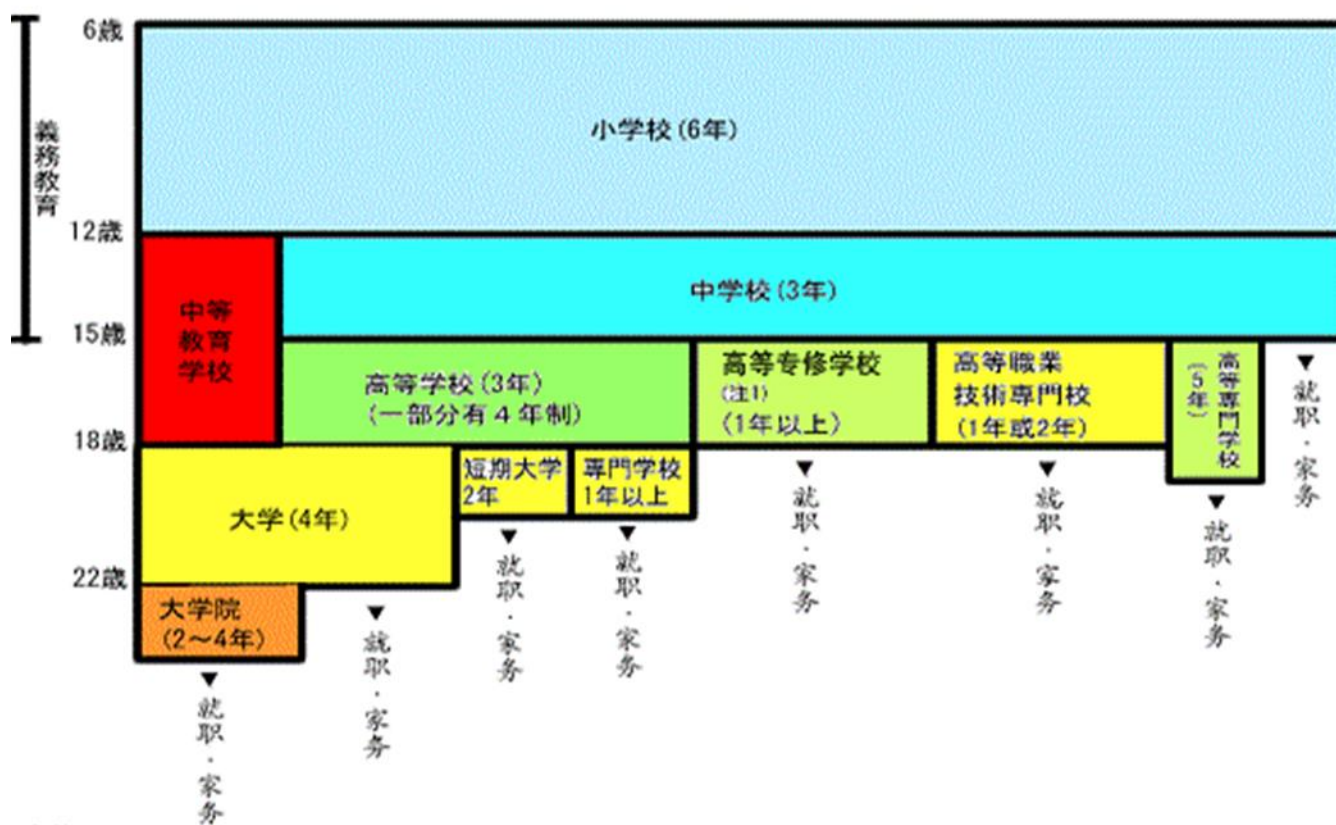 6歳
義務教育
小学校(6年)
12歳
中等
教育
学校
中学校(3年)
15歳
高等学校(3年)
(一部分有4年制)
高等专修学校
(注1)
(1年以上)
高等職業
技術専門校
(1年或2年)
高等専門学校
(5年)
就职・家务
18歳
大学(4年)
短期大学
2年
専門学校
1年以上
就职・家务
就职・家务
就职・家务
就职・家务
就职・家务
22歳
大学院
(2～4年)
就职・家务
就职・家务